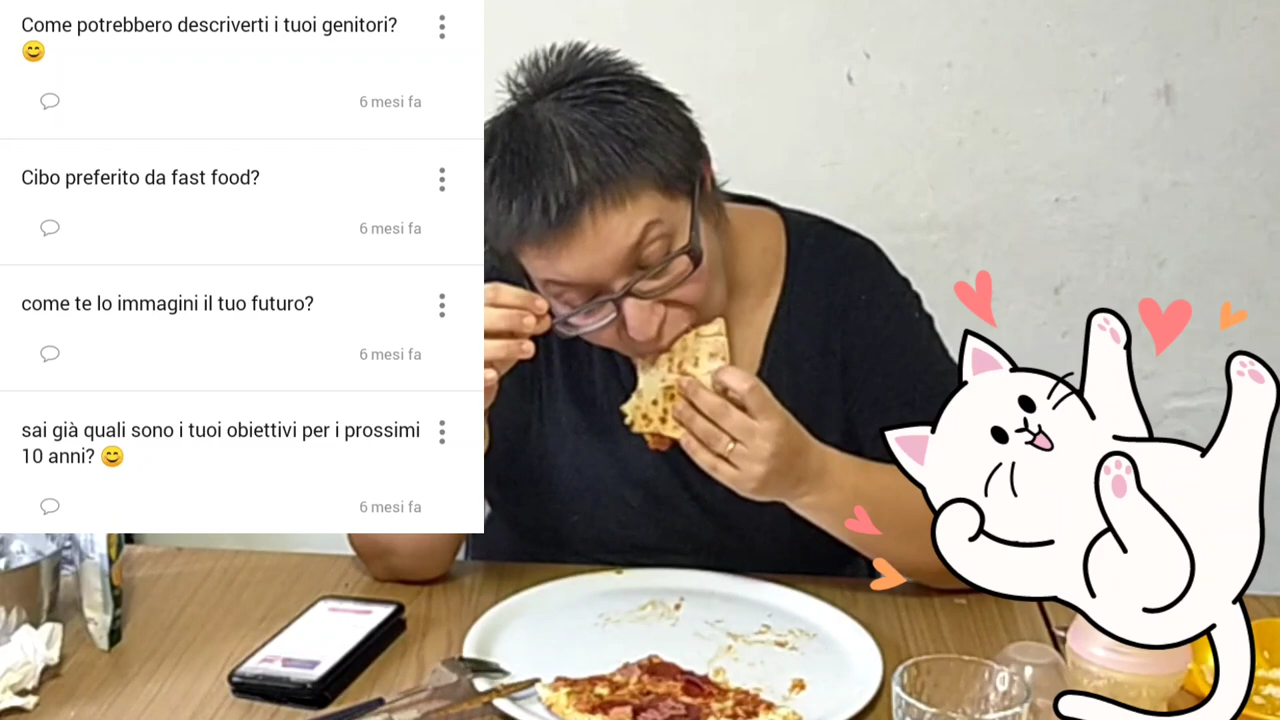 Come potrebbero descriverti i tuoi genitori?
😊
6 mesi fa
Cibo preferito da fast food?
6 mesi fa
come te lo immagini il tuo futuro?
6 mesi fa
sai già quali sono i tuoi obiettivi per i prossimi
10 anni? 😊
6 mesi fa